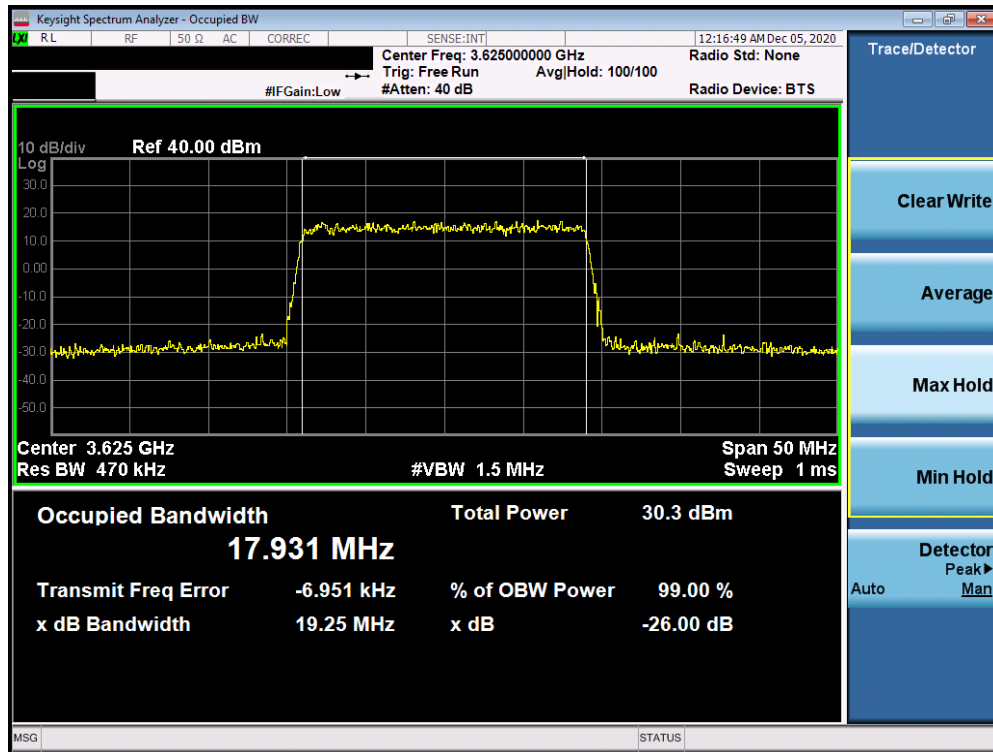 Keysight Spectrum Analyzer - Occupied BW
LXI RL RF 50 Ω AC CORREC SENSE:INT 12:16:49 AM Dec 05, 2020
Center Freq: 3.625000000 GHz Radio Std: None
Trig: Free Run Avg|Hold: 100/100
#IFGain:Low #Atten: 40 dB Radio Device: BTS
10 dB/div Ref 40.00 dBm
Log
30.0
20.0
10.0
0.00
-10.0
-20.0
-30.0
-40.0
-50.0
Center 3.625 GHz Span 50 MHz
Res BW 470 kHz #VBW 1.5 MHz Sweep 1 ms
Occupied Bandwidth Total Power 30.3 dBm
17.931 MHz
Transmit Freq Error -6.951 kHz % of OBW Power 99.00 %
x dB Bandwidth 19.25 MHz x dB -26.00 dB
MSG STATUS
Trace/Detector
Clear Write
Average
Max Hold
Min Hold
Detector
Peak▶
Auto Man